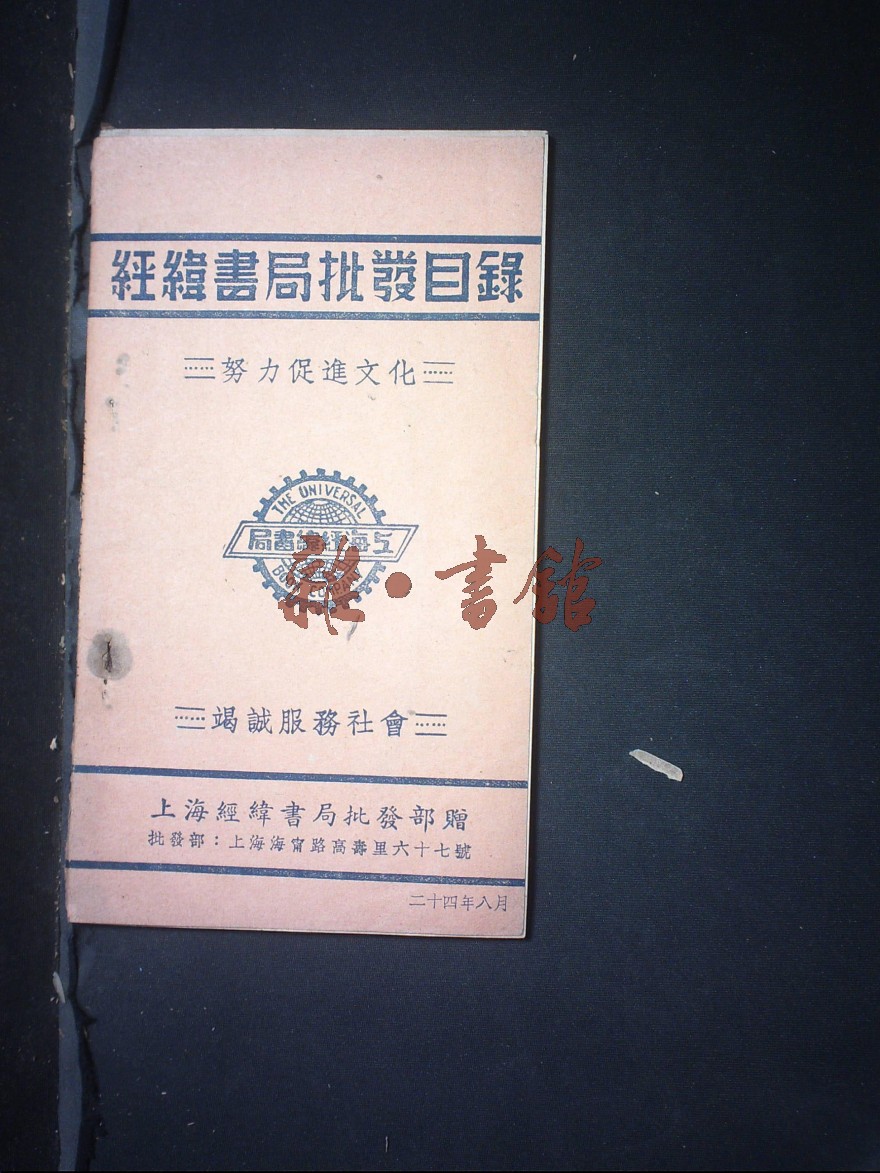 經緯書局批發目錄
努力促進文化
THE UNIVERSAL
局書緯經海上
BOOK COMPANY
雜·書館
竭誠服務社會
上海經緯書局批發部贈
批發部：上海海甯路高壽里六十七號
二十四年八月